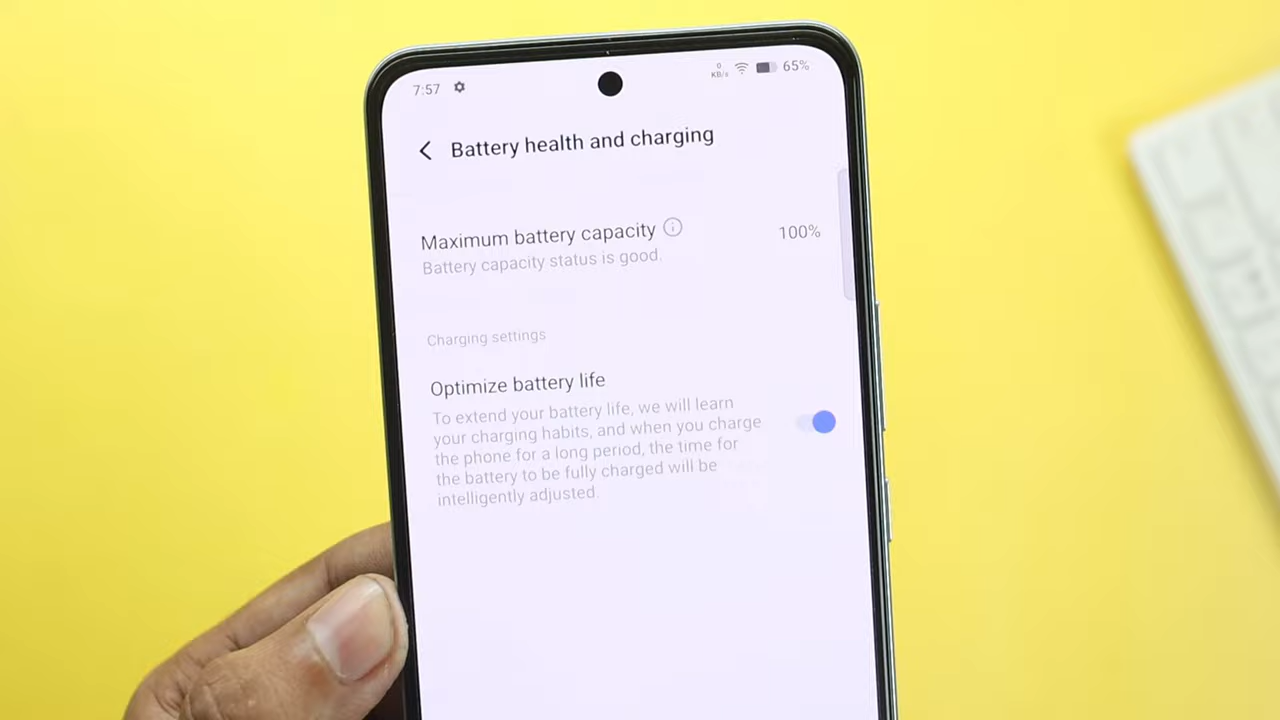 7:57 0 KB/s 65%
Battery health and charging
Maximum battery capacity 100%
Battery capacity status is good.
Charging settings
Optimize battery life
To extend your battery life, we will learn
your charging habits, and when you charge
the phone for a long period, the time for
the battery to be fully charged will be
intelligently adjusted.